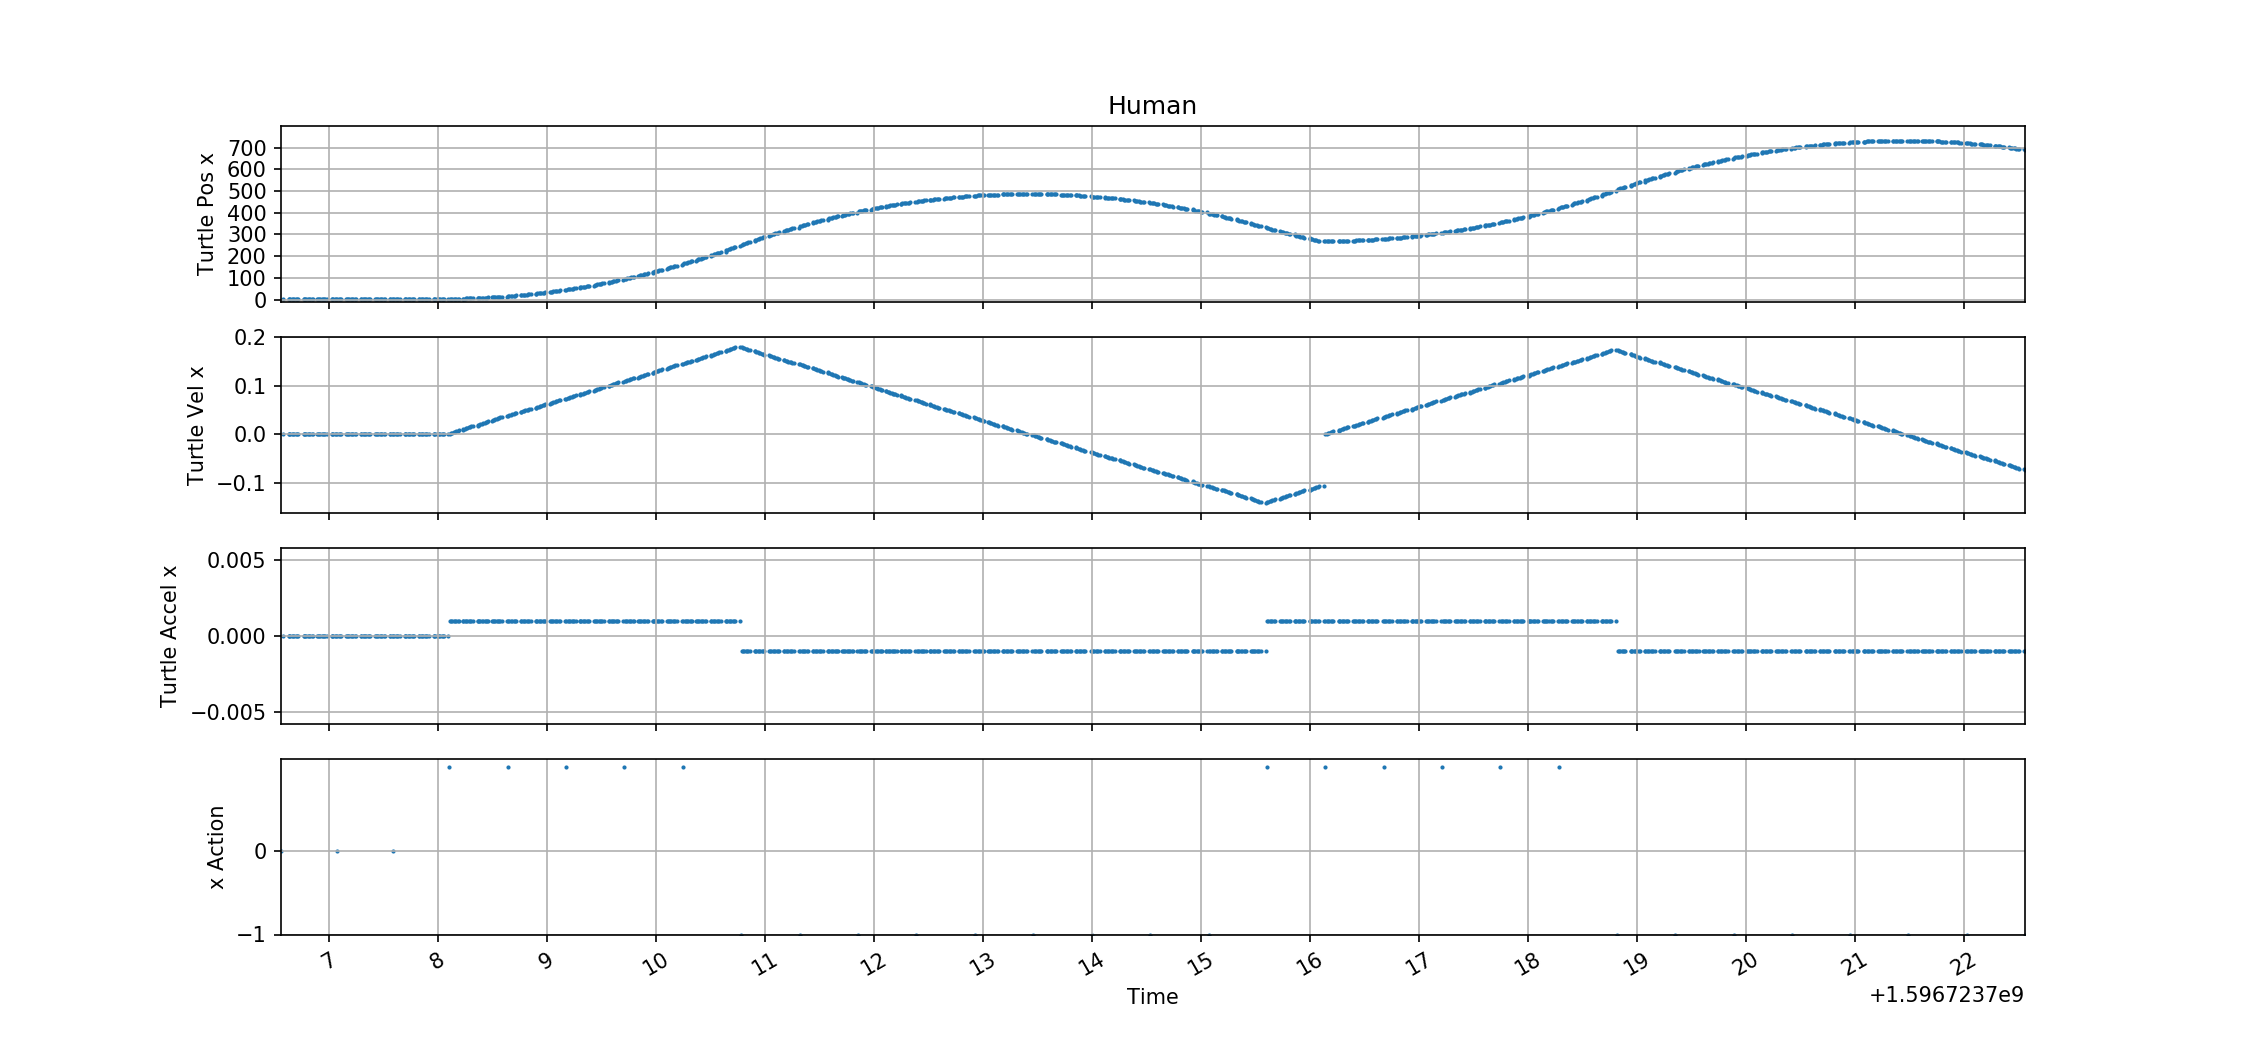 Human
Turtle Pos x
700
600
500
400
300
200
100
0
Turtle Vel x
0.2
0.1
0.0
−0.1
Turtle Accel x
0.005
0.000
−0.005
x Action
0
−1
7 8 9 10 11 12 13 14 15 16 17 18 19 20 21 22
Time
+1.5967237e9